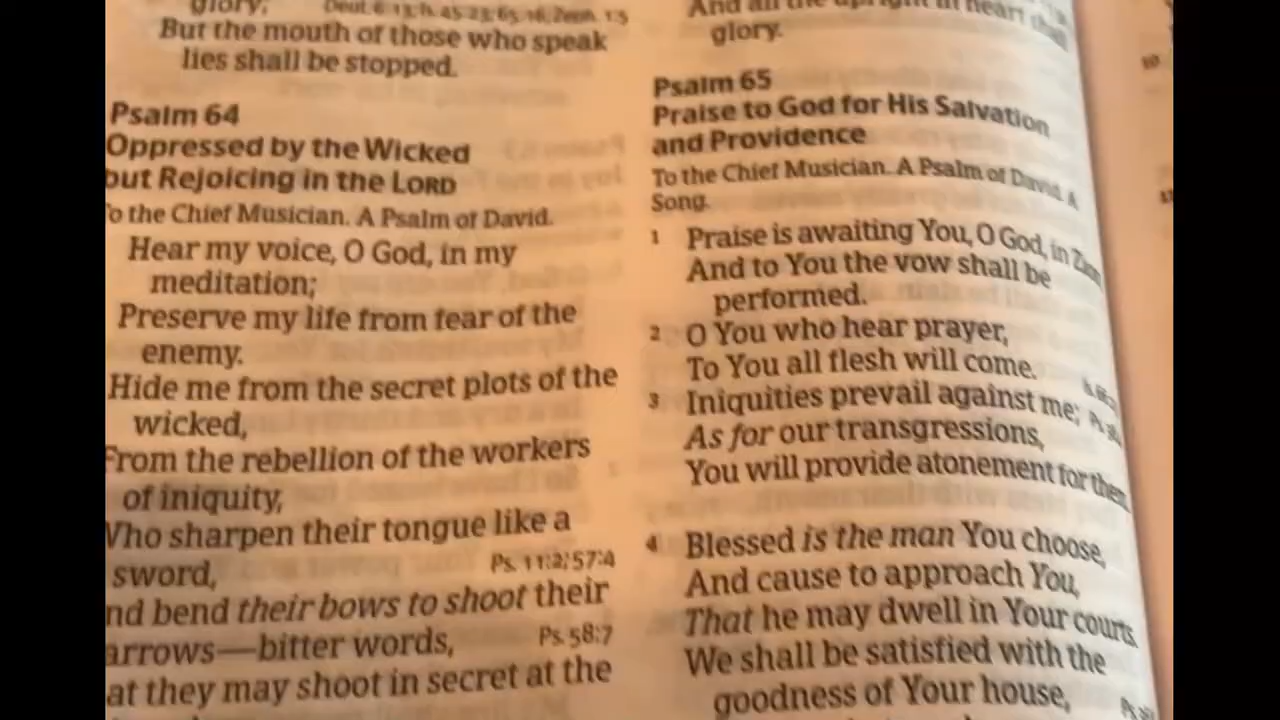 glory;
But the mouth of those who speak
lies shall be stopped.
Psalm 64
Oppressed by the Wicked
but Rejoicing in the LORD
To the Chief Musician. A Psalm of David.
Hear my voice, O God, in my
meditation;
Preserve my life from fear of the
enemy.
Hide me from the secret plots of the
wicked,
From the rebellion of the workers
of iniquity,
Who sharpen their tongue like a
sword, Ps. 11:2; 57:4
nd bend their bows to shoot their
arrows—bitter words, Ps. 58:7
at they may shoot in secret at the
And all the upright in heart
glory.
Psalm 65
Praise to God for His Salvation
and Providence
To the Chief Musician. A Psalm of David. A
Song.
1 Praise is awaiting You, O God, in Zion
And to You the vow shall be
performed.
2 O You who hear prayer,
To You all flesh will come.
3 Iniquities prevail against me;
As for our transgressions,
You will provide atonement for them.
4 Blessed is the man You choose,
And cause to approach You,
That he may dwell in Your courts.
We shall be satisfied with the
goodness of Your house,